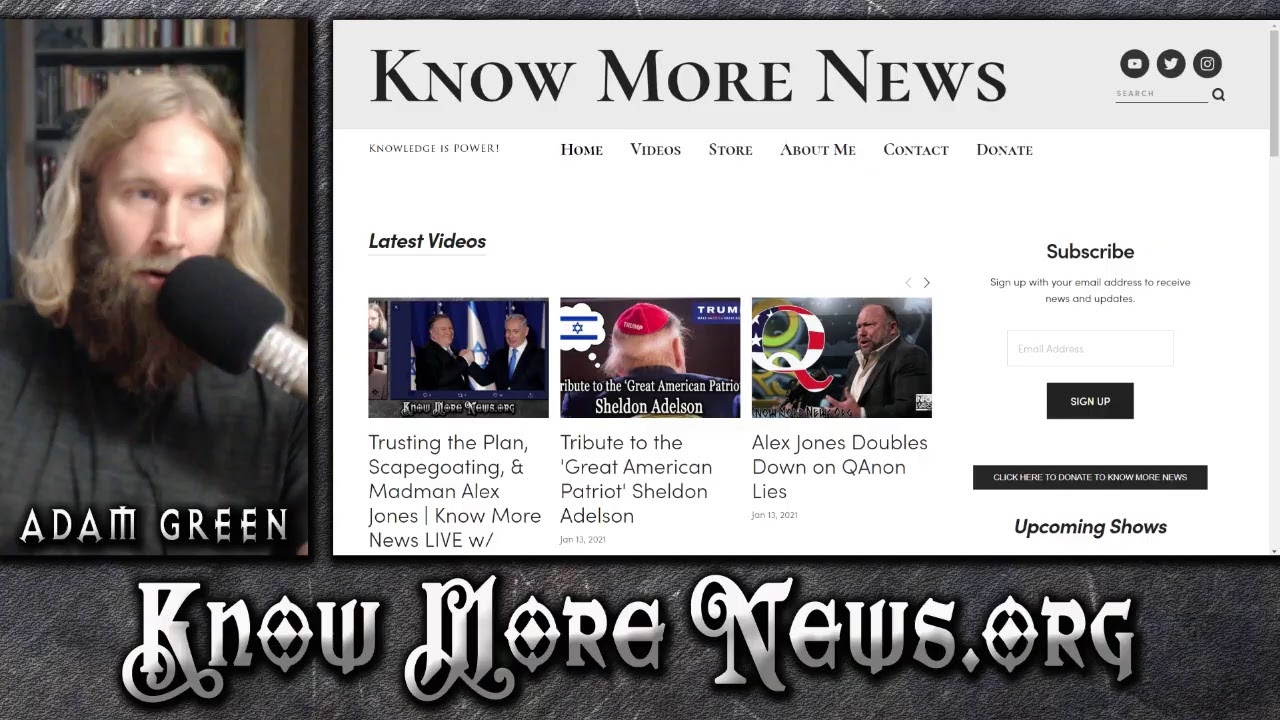 Know More News
SEARCH
Knowledge is POWER!
Home
Videos
Store
About Me
Contact
Donate
Latest Videos
TRUM
TRUMP
ribute to the 'Great American Patrio
Sheldon Adelson
Know More News.org
Know More News.org
Trusting the Plan,
Scapegoating, &
Madman Alex
Jones | Know More
News LIVE w/
Tribute to the
'Great American
Patriot' Sheldon
Adelson
Jan 13, 2021
Alex Jones Doubles
Down on QAnon
Lies
Jan 13, 2021
Subscribe
Sign up with your email address to receive
news and updates.
Email Address
SIGN UP
CLICK HERE TO DONATE TO KNOW MORE NEWS
Upcoming Shows
ADAM GREEN
Know More News.org